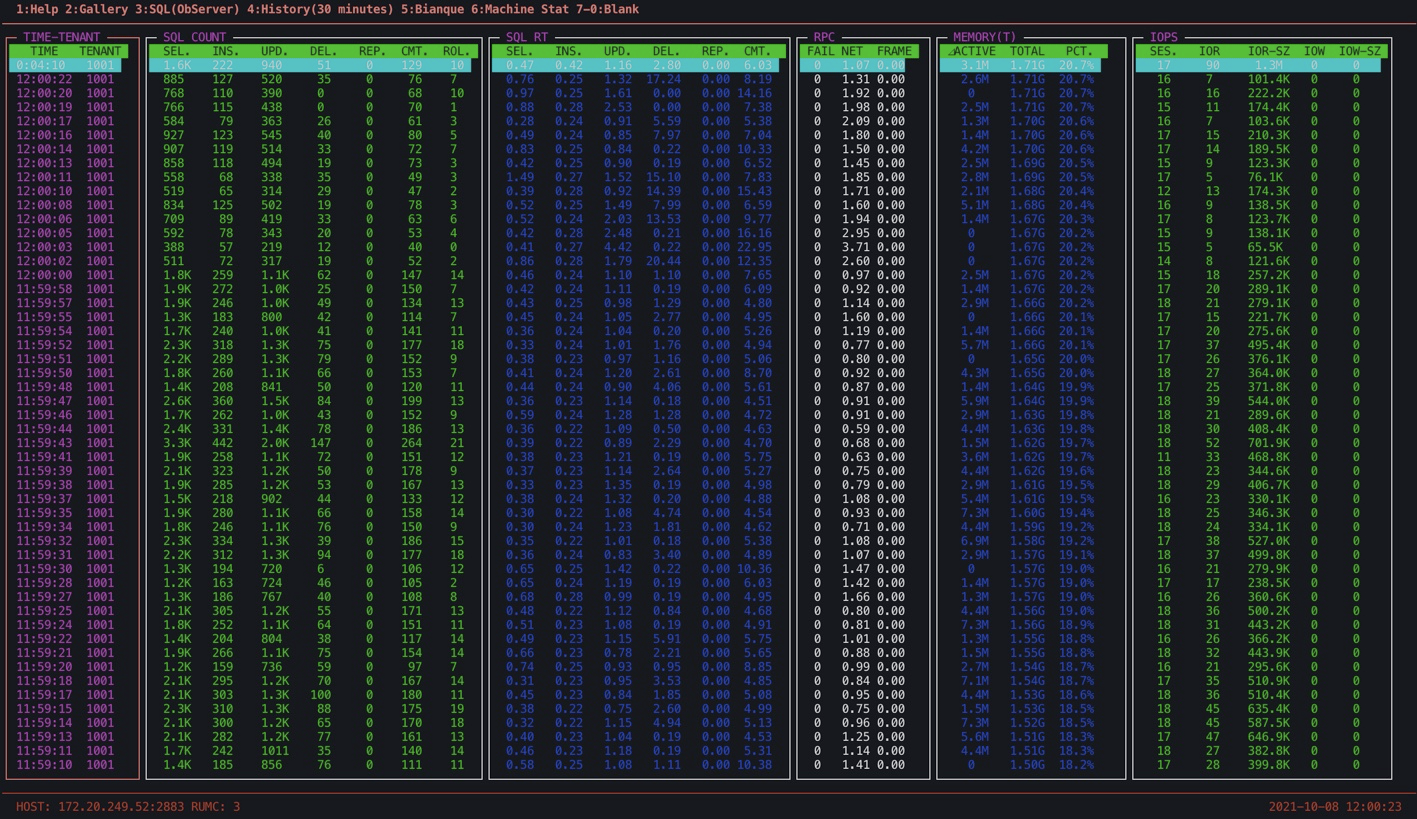 1:Help 2:Gallery 3:SQL(ObServer) 4:History(30 minutes) 5:Bianque 6:Machine Stat 7-0:Blank
TIME-TENANT SQL COUNT SQL RT RPC MEMORY(T) IOPS
TIME TENANT SEL. INS. UPD. DEL. REP. CMT. ROL. SEL. INS. UPD. DEL. REP. CMT. FAIL NET FRAME ACTIVE TOTAL PCT. SES. IOR IOR-SZ IOW IOW-SZ
0:04:10 1001 1.6K 222 940 51 0 129 10 0.47 0.42 1.16 2.80 0.00 6.03 0 1.07 0.00 3.1M 1.71G 20.7% 17 90 1.3M 0 0
12:00:22 1001 885 127 520 35 0 76 7 0.76 0.25 1.32 17.24 0.00 8.19 0 1.31 0.00 2.6M 1.71G 20.7% 16 7 101.4K 0 0
12:00:20 1001 768 110 390 0 0 68 10 0.97 0.25 1.61 0.00 0.00 14.16 0 1.92 0.00 0 1.71G 20.7% 16 16 222.2K 0 0
12:00:19 1001 766 115 438 0 0 70 1 0.88 0.28 2.53 0.00 0.00 7.38 0 1.98 0.00 2.5M 1.71G 20.7% 15 11 174.4K 0 0
12:00:17 1001 584 79 363 26 0 61 3 0.28 0.24 0.91 5.59 0.00 5.38 0 2.09 0.00 1.3M 1.70G 20.6% 16 7 103.6K 0 0
12:00:16 1001 927 123 545 40 0 80 5 0.49 0.24 0.85 7.97 0.00 7.04 0 1.80 0.00 1.4M 1.70G 20.6% 17 15 210.3K 0 0
12:00:14 1001 907 119 514 33 0 72 7 0.83 0.25 0.84 0.22 0.00 10.33 0 1.50 0.00 4.2M 1.70G 20.6% 17 14 189.5K 0 0
12:00:13 1001 858 118 494 19 0 73 3 0.42 0.25 0.90 0.19 0.00 6.52 0 1.45 0.00 2.5M 1.69G 20.5% 15 9 123.3K 0 0
12:00:11 1001 558 68 338 35 0 49 3 1.49 0.27 1.52 15.10 0.00 7.83 0 1.85 0.00 2.8M 1.69G 20.5% 17 5 76.1K 0 0
12:00:10 1001 519 65 314 29 0 47 2 0.39 0.28 0.92 14.39 0.00 15.43 0 1.71 0.00 2.1M 1.68G 20.4% 12 13 174.3K 0 0
12:00:08 1001 834 125 502 19 0 78 3 0.52 0.25 1.49 7.99 0.00 6.59 0 1.60 0.00 5.1M 1.68G 20.4% 16 9 138.5K 0 0
12:00:06 1001 709 89 419 33 0 63 6 0.52 0.24 2.03 13.53 0.00 9.77 0 1.94 0.00 1.4M 1.67G 20.3% 17 8 123.7K 0 0
12:00:05 1001 592 78 343 20 0 53 4 0.42 0.28 2.48 0.21 0.00 16.16 0 2.95 0.00 0 1.67G 20.2% 15 9 138.1K 0 0
12:00:03 1001 388 57 219 12 0 40 0 0.41 0.27 4.42 0.22 0.00 22.95 0 3.71 0.00 0 1.67G 20.2% 15 5 65.5K 0 0
12:00:02 1001 511 72 317 19 0 52 2 0.86 0.28 1.79 20.44 0.00 12.35 0 2.60 0.00 0 1.67G 20.2% 14 8 121.6K 0 0
12:00:00 1001 1.8K 259 1.1K 62 0 147 14 0.46 0.24 1.10 1.10 0.00 7.65 0 0.97 0.00 2.5M 1.67G 20.2% 15 18 257.2K 0 0
11:59:58 1001 1.9K 272 1.0K 25 0 150 7 0.42 0.24 1.11 0.19 0.00 6.09 0 0.92 0.00 1.4M 1.67G 20.2% 17 20 289.1K 0 0
11:59:57 1001 1.9K 246 1.0K 49 0 134 13 0.43 0.25 0.98 1.29 0.00 4.80 0 1.14 0.00 2.9M 1.66G 20.2% 18 21 279.1K 0 0
11:59:55 1001 1.3K 183 800 42 0 114 7 0.45 0.24 1.05 2.77 0.00 4.95 0 1.60 0.00 0 1.66G 20.1% 17 15 221.7K 0 0
11:59:54 1001 1.7K 240 1.0K 41 0 141 11 0.36 0.24 1.04 0.20 0.00 5.26 0 1.19 0.00 1.4M 1.66G 20.1% 17 20 275.6K 0 0
11:59:52 1001 2.3K 318 1.3K 75 0 177 18 0.33 0.24 1.01 1.76 0.00 4.94 0 0.77 0.00 5.7M 1.66G 20.1% 17 37 495.4K 0 0
11:59:51 1001 2.2K 289 1.3K 79 0 152 9 0.38 0.23 0.97 1.16 0.00 5.06 0 0.80 0.00 0 1.65G 20.0% 17 26 376.1K 0 0
11:59:50 1001 1.8K 260 1.1K 66 0 153 7 0.41 0.24 1.20 2.61 0.00 8.70 0 0.92 0.00 4.3M 1.65G 20.0% 18 27 364.0K 0 0
11:59:48 1001 1.4K 208 841 50 0 120 11 0.44 0.24 0.90 4.06 0.00 5.61 0 0.87 0.00 1.4M 1.64G 19.9% 17 25 371.8K 0 0
11:59:47 1001 2.6K 360 1.5K 84 0 199 13 0.36 0.23 1.14 0.18 0.00 4.51 0 0.91 0.00 5.9M 1.64G 19.9% 18 39 544.0K 0 0
11:59:46 1001 1.7K 262 1.0K 43 0 152 9 0.59 0.24 1.28 1.28 0.00 4.72 0 0.91 0.00 2.9M 1.63G 19.8% 18 21 289.6K 0 0
11:59:44 1001 2.4K 331 1.4K 78 0 186 13 0.36 0.22 1.09 0.50 0.00 4.63 0 0.59 0.00 4.4M 1.63G 19.8% 18 30 408.4K 0 0
11:59:43 1001 3.3K 442 2.0K 147 0 264 21 0.39 0.22 0.89 2.29 0.00 4.70 0 0.68 0.00 1.5M 1.62G 19.7% 18 52 701.9K 0 0
11:59:41 1001 1.9K 258 1.1K 72 0 151 12 0.38 0.23 1.21 0.19 0.00 5.75 0 0.63 0.00 3.6M 1.62G 19.7% 11 33 468.8K 0 0
11:59:39 1001 2.1K 323 1.2K 50 0 178 9 0.37 0.23 1.14 2.64 0.00 5.27 0 0.75 0.00 4.4M 1.62G 19.6% 18 23 344.6K 0 0
11:59:38 1001 1.9K 285 1.2K 53 0 167 13 0.33 0.23 1.35 0.19 0.00 4.98 0 0.79 0.00 2.9M 1.61G 19.5% 18 29 406.7K 0 0
11:59:37 1001 1.5K 218 902 44 0 133 12 0.38 0.24 1.32 0.20 0.00 4.88 0 1.08 0.00 5.4M 1.61G 19.5% 16 23 330.1K 0 0
11:59:35 1001 1.9K 280 1.1K 66 0 158 14 0.30 0.22 1.08 4.74 0.00 4.54 0 0.93 0.00 7.3M 1.60G 19.4% 18 25 346.3K 0 0
11:59:34 1001 1.8K 246 1.1K 76 0 150 9 0.30 0.24 1.23 1.81 0.00 4.62 0 0.71 0.00 4.4M 1.59G 19.2% 18 24 334.1K 0 0
11:59:32 1001 2.3K 334 1.3K 39 0 186 15 0.35 0.22 1.01 0.18 0.00 5.38 0 1.08 0.00 6.9M 1.58G 19.2% 17 38 527.0K 0 0
11:59:31 1001 2.2K 312 1.3K 94 0 177 18 0.36 0.24 0.83 3.40 0.00 4.89 0 1.07 0.00 2.9M 1.57G 19.1% 18 37 499.8K 0 0
11:59:30 1001 1.3K 194 720 6 0 106 12 0.65 0.25 1.42 0.22 0.00 10.36 0 1.47 0.00 0 1.57G 19.0% 16 21 279.9K 0 0
11:59:28 1001 1.2K 163 724 46 0 105 2 0.65 0.24 1.19 0.19 0.00 6.03 0 1.42 0.00 1.4M 1.57G 19.0% 17 17 238.5K 0 0
11:59:27 1001 1.3K 186 767 40 0 108 8 0.68 0.28 0.99 0.19 0.00 4.95 0 1.66 0.00 1.3M 1.57G 19.0% 16 26 360.6K 0 0
11:59:25 1001 2.1K 305 1.2K 55 0 171 13 0.48 0.22 1.12 0.84 0.00 4.68 0 0.80 0.00 4.4M 1.56G 19.0% 18 36 500.2K 0 0
11:59:24 1001 1.8K 252 1.1K 64 0 151 11 0.51 0.23 1.08 0.19 0.00 4.91 0 0.81 0.00 7.3M 1.56G 18.9% 18 31 443.2K 0 0
11:59:22 1001 1.4K 204 804 38 0 117 14 0.49 0.23 1.15 5.91 0.00 5.75 0 1.01 0.00 1.3M 1.55G 18.8% 16 26 366.2K 0 0
11:59:21 1001 1.9K 266 1.1K 75 0 154 14 0.66 0.23 0.78 2.21 0.00 5.65 0 0.88 0.00 1.5M 1.55G 18.8% 18 32 443.9K 0 0
11:59:20 1001 1.2K 159 736 59 0 97 7 0.74 0.25 0.93 0.95 0.00 8.85 0 0.99 0.00 2.7M 1.54G 18.7% 16 21 295.6K 0 0
11:59:18 1001 2.1K 295 1.2K 70 0 167 14 0.31 0.23 0.95 3.53 0.00 4.85 0 0.84 0.00 7.1M 1.54G 18.7% 17 35 510.9K 0 0
11:59:17 1001 2.1K 303 1.3K 100 0 180 11 0.45 0.23 0.84 1.85 0.00 5.08 0 0.95 0.00 4.4M 1.53G 18.6% 18 36 510.4K 0 0
11:59:15 1001 2.3K 310 1.3K 88 0 175 19 0.38 0.22 0.75 2.60 0.00 4.99 0 0.75 0.00 1.5M 1.53G 18.5% 18 45 635.4K 0 0
11:59:14 1001 2.1K 300 1.2K 65 0 170 18 0.32 0.22 1.15 4.94 0.00 5.13 0 0.96 0.00 7.3M 1.52G 18.5% 18 45 587.5K 0 0
11:59:13 1001 2.1K 282 1.2K 77 0 161 13 0.40 0.23 1.04 0.19 0.00 4.53 0 1.25 0.00 5.6M 1.51G 18.3% 17 47 646.9K 0 0
11:59:11 1001 1.7K 242 1011 35 0 140 14 0.46 0.23 1.18 0.19 0.00 5.31 0 1.14 0.00 4.4M 1.51G 18.3% 18 27 382.8K 0 0
11:59:10 1001 1.4K 185 856 76 0 111 11 0.58 0.25 1.08 1.11 0.00 10.38 0 1.41 0.00 0 1.50G 18.2% 17 28 399.8K 0 0
HOST: 172.20.249.52:2883 RUMC: 3 2021-10-08 12:00:23